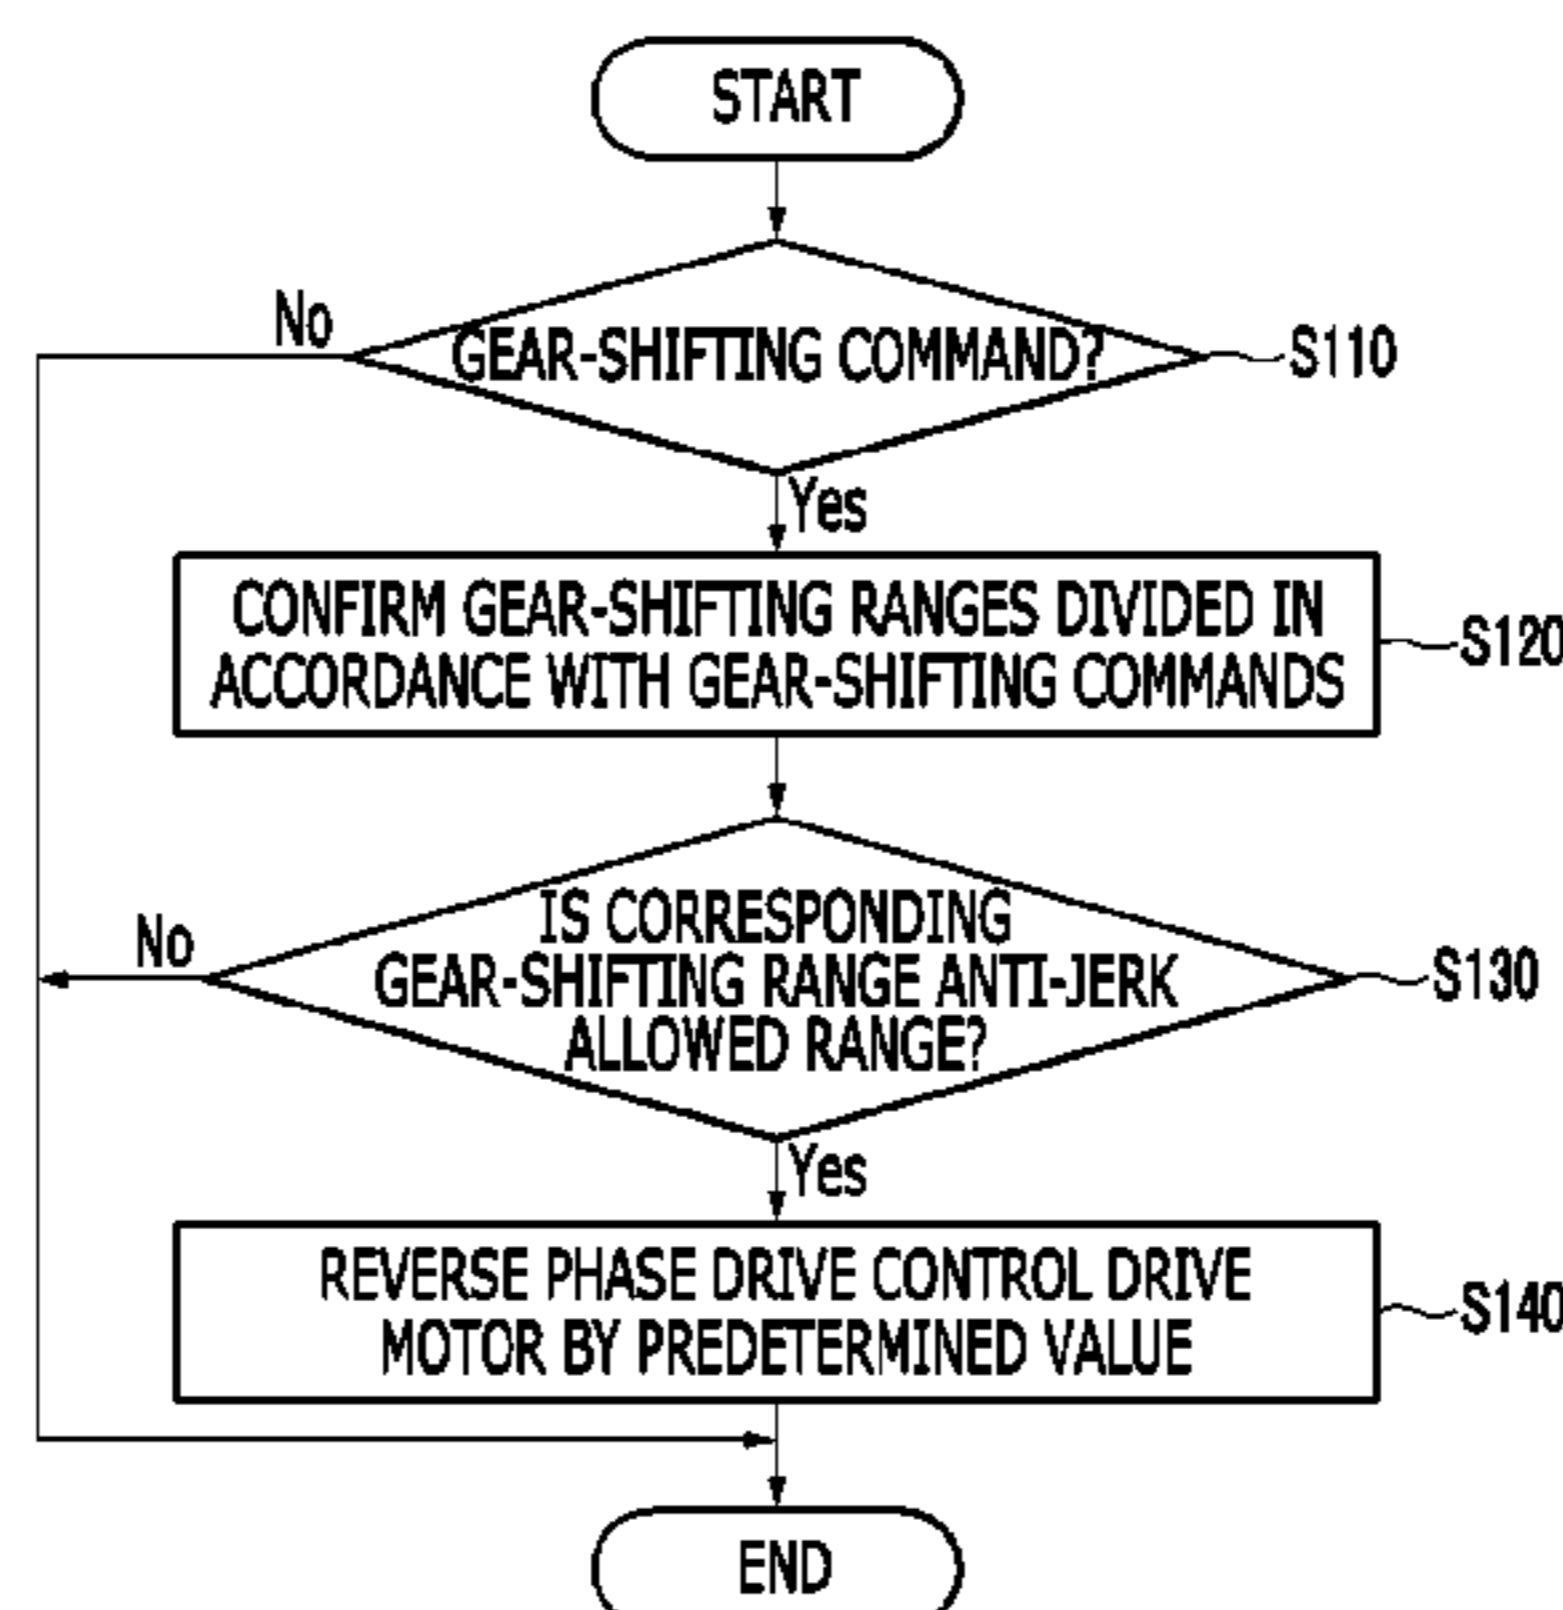 START
No
GEAR-SHIFTING COMMAND?
S110
Yes
CONFIRM GEAR-SHIFTING RANGES DIVIDED IN
ACCORDANCE WITH GEAR-SHIFTING COMMANDS
S120
No
IS CORRESPONDING
GEAR-SHIFTING RANGE ANTI-JERK
ALLOWED RANGE?
S130
Yes
REVERSE PHASE DRIVE CONTROL DRIVE
MOTOR BY PREDETERMINED VALUE
S140
END